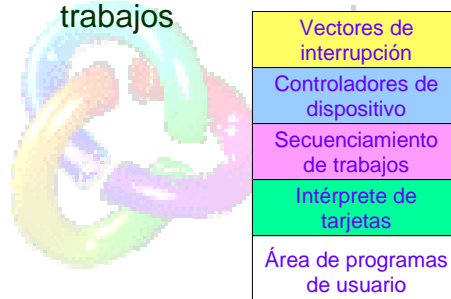 trabajos
Vectores de
interrupción
Controladores de
dispositivo
Secuenciamiento
de trabajos
Intérprete de
tarjetas
Área de programas
de usuario